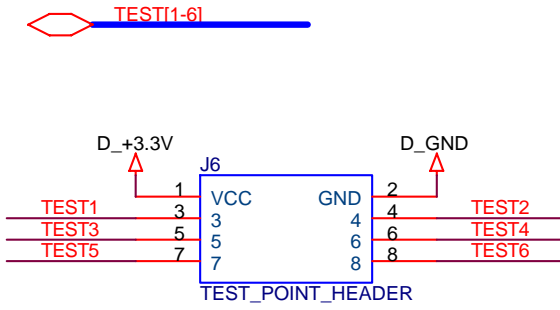 TEST[1-6]
D_+3.3V D_GND
J6
1 VCC GND 2
TEST1 3 3 4 4 TEST2
TEST3 5 5 6 6 TEST4
TEST5 7 7 8 8 TEST6
TEST_POINT_HEADER